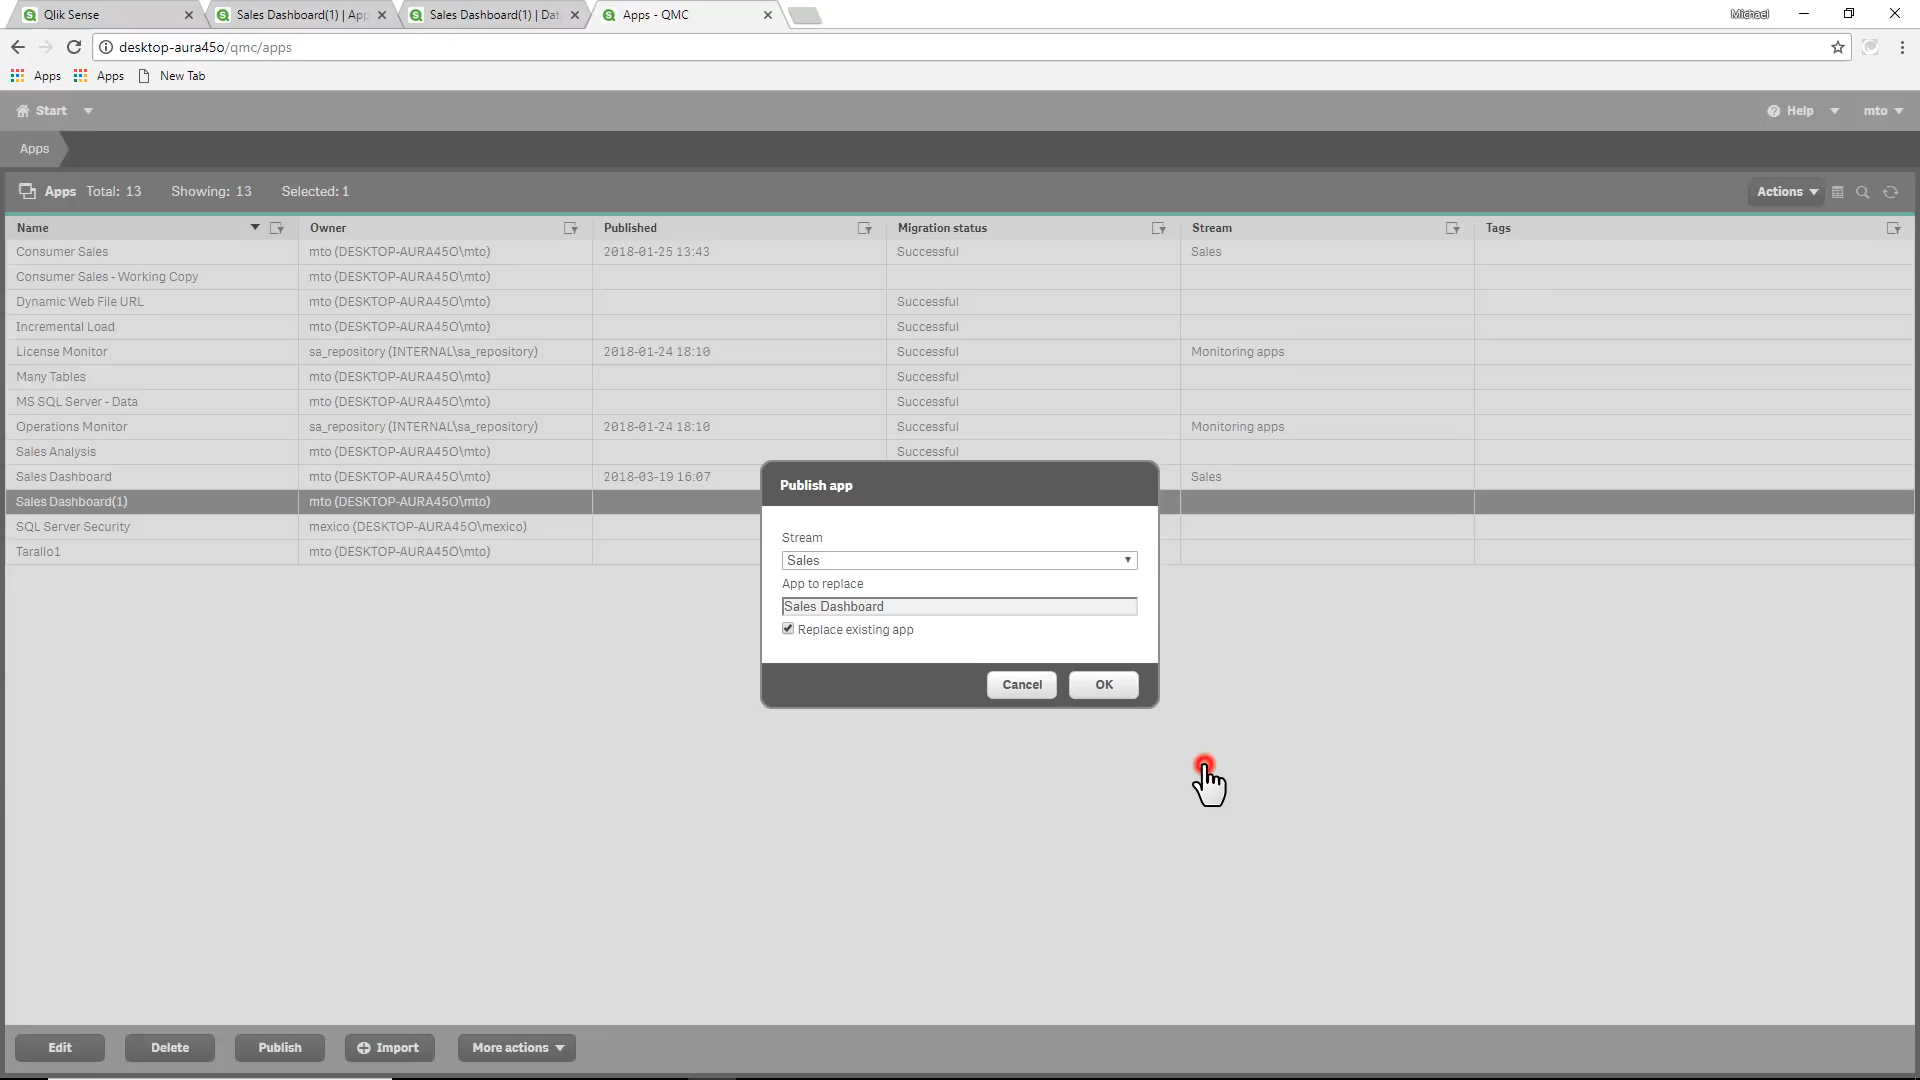 Qlik Sense
Sales Dashboard(1) | App
Sales Dashboard(1) | Dat
Apps - QMC
Michael
desktop-aura45o/qmc/apps
Apps
Apps
New Tab
Start
Help
mto
Apps
Apps Total: 13 Showing: 13 Selected: 1
Actions
Name Owner Published Migration status Stream Tags
Consumer Sales mto (DESKTOP-AURA45O\mto) 2018-01-25 13:43 Successful Sales
Consumer Sales - Working Copy mto (DESKTOP-AURA45O\mto)
Dynamic Web File URL mto (DESKTOP-AURA45O\mto) Successful
Incremental Load mto (DESKTOP-AURA45O\mto) Successful
License Monitor sa_repository (INTERNAL\sa_repository) 2018-01-24 18:10 Successful Monitoring apps
Many Tables mto (DESKTOP-AURA45O\mto) Successful
MS SQL Server - Data mto (DESKTOP-AURA45O\mto) Successful
Operations Monitor sa_repository (INTERNAL\sa_repository) 2018-01-24 18:10 Successful Monitoring apps
Sales Analysis mto (DESKTOP-AURA45O\mto) Successful
Sales Dashboard mto (DESKTOP-AURA45O\mto) 2018-03-19 16:07 Sales
Sales Dashboard(1) mto (DESKTOP-AURA45O\mto)
SQL Server Security mexico (DESKTOP-AURA45O\mexico)
Tarallo1 mto (DESKTOP-AURA45O\mto)
Publish app
Stream
Sales
App to replace
Sales Dashboard
Replace existing app
Cancel OK
Edit Delete Publish Import More actions